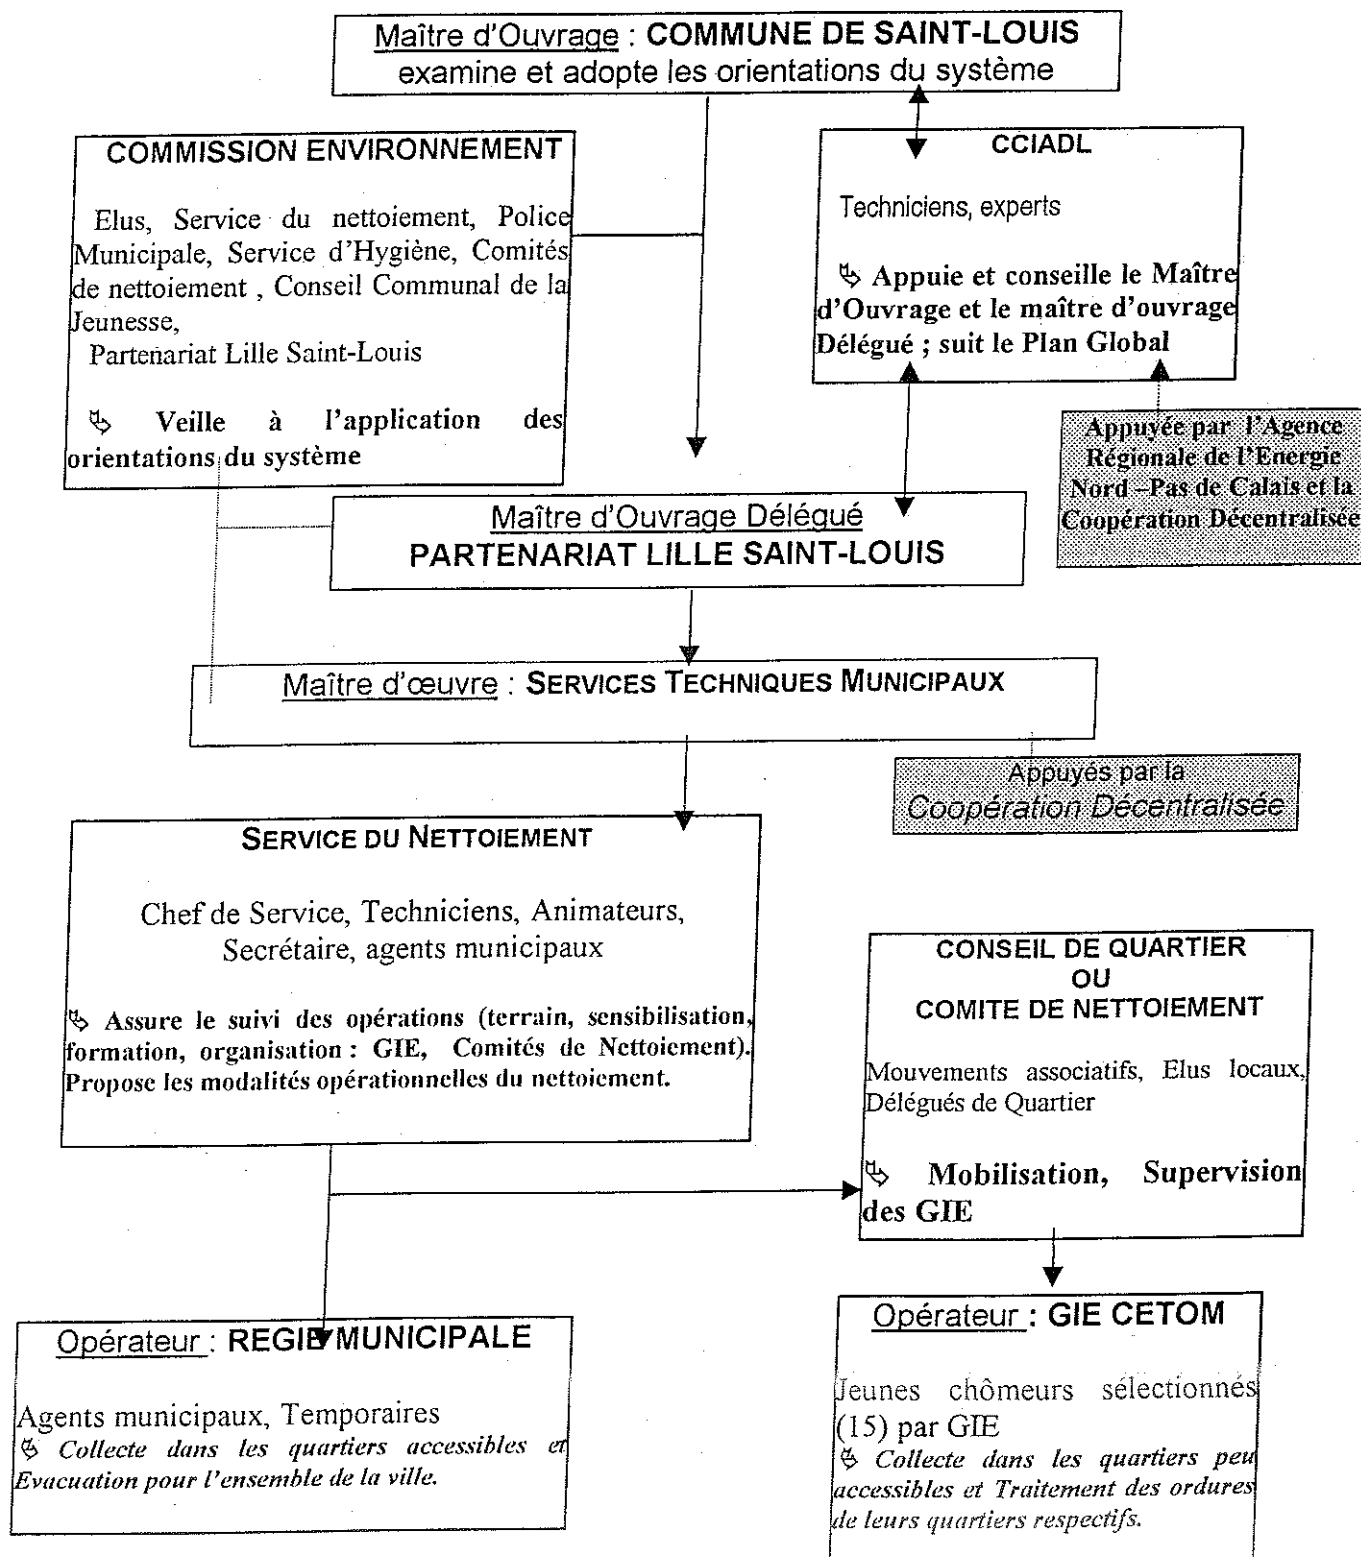 Maître d'Ouvrage : COMMUNE DE SAINT-LOUIS
examine et adopte les orientations du système
COMMISSION ENVIRONNEMENT
Elus, Service du nettoiement, Police
Municipale, Service d'Hygiène, Comités
de nettoiement , Conseil Communal de la
Jeunesse,
Partenariat Lille Saint-Louis
Veille à l'application des
orientations du système
CCIADL
Techniciens, experts
Appuie et conseille le Maître
d'Ouvrage et le maître d'ouvrage
Délégué ; suit le Plan Global
Appuyée par l'Agence
Régionale de l'Energie
Nord –Pas de Calais et la
Coopération Décentralisée
Maître d'Ouvrage Délégué
PARTENARIAT LILLE SAINT-LOUIS
Maître d'œuvre : SERVICES TECHNIQUES MUNICIPAUX
Appuyés par la
Coopération Décentralisée
SERVICE DU NETTOIEMENT
Chef de Service, Techniciens, Animateurs,
Secrétaire, agents municipaux
Assure le suivi des opérations (terrain, sensibilisation,
formation, organisation : GIE, Comités de Nettoiement).
Propose les modalités opérationnelles du nettoiement.
CONSEIL DE QUARTIER
OU
COMITE DE NETTOIEMENT
Mouvements associatifs, Elus locaux,
Délégués de Quartier
Mobilisation, Supervision
des GIE
Opérateur : REGIE MUNICIPALE
Agents municipaux, Temporaires
Collecte dans les quartiers accessibles et
Evacuation pour l'ensemble de la ville.
Opérateur : GIE CETOM
Jeunes chômeurs sélectionnés
(15) par GIE
Collecte dans les quartiers peu
accessibles et Traitement des ordures
de leurs quartiers respectifs.